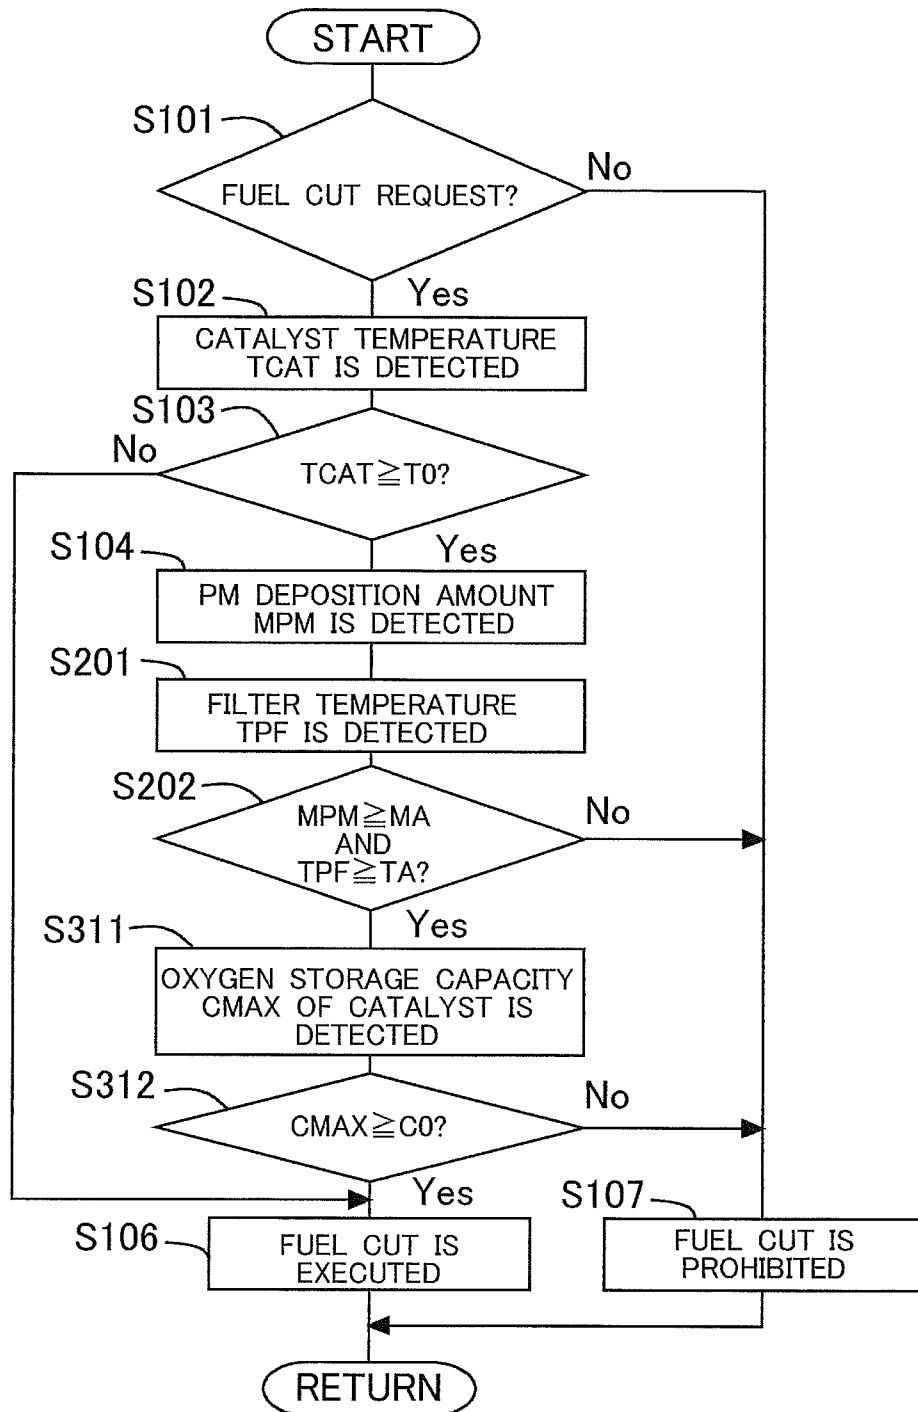 START
S101
No
FUEL CUT REQUEST?
S102
Yes
CATALYST TEMPERATURE
TCAT IS DETECTED
S103
No
TCAT≧T0?
S104
Yes
PM DEPOSITION AMOUNT
MPM IS DETECTED
S201
FILTER TEMPERATURE
TPF IS DETECTED
S202
MPM≧MA
AND
TPF≧TA?
No
S311
Yes
OXYGEN STORAGE CAPACITY
CMAX OF CATALYST IS
DETECTED
S312
No
CMAX≧C0?
Yes
S107
S106
FUEL CUT IS
EXECUTED
FUEL CUT IS
PROHIBITED
RETURN